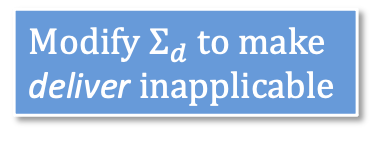 Modify Σ_d to make
deliver inapplicable